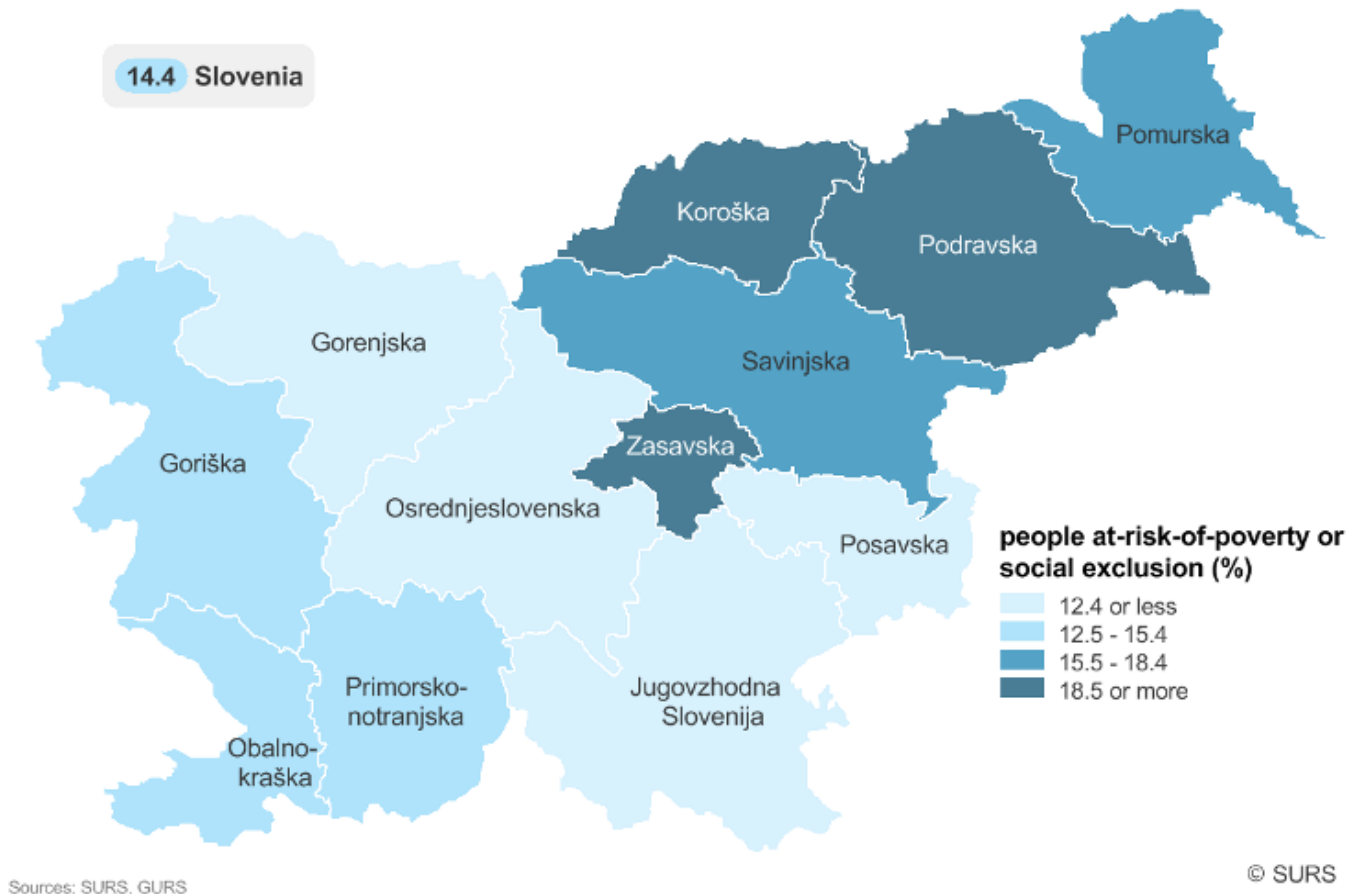 14.4 Slovenia
Pomurska
Koroška
Podravska
Gorenjska
Savinjska
Zasavska
Goriška
Osrednjeslovenska
Posavska
Primorsko-
notranjska
Jugovzhodna
Slovenija
Obalno-
kraška
people at-risk-of-poverty or
social exclusion (%)
12.4 or less
12.5 - 15.4
15.5 - 18.4
18.5 or more
© SURS
Sources: SURS, GURS